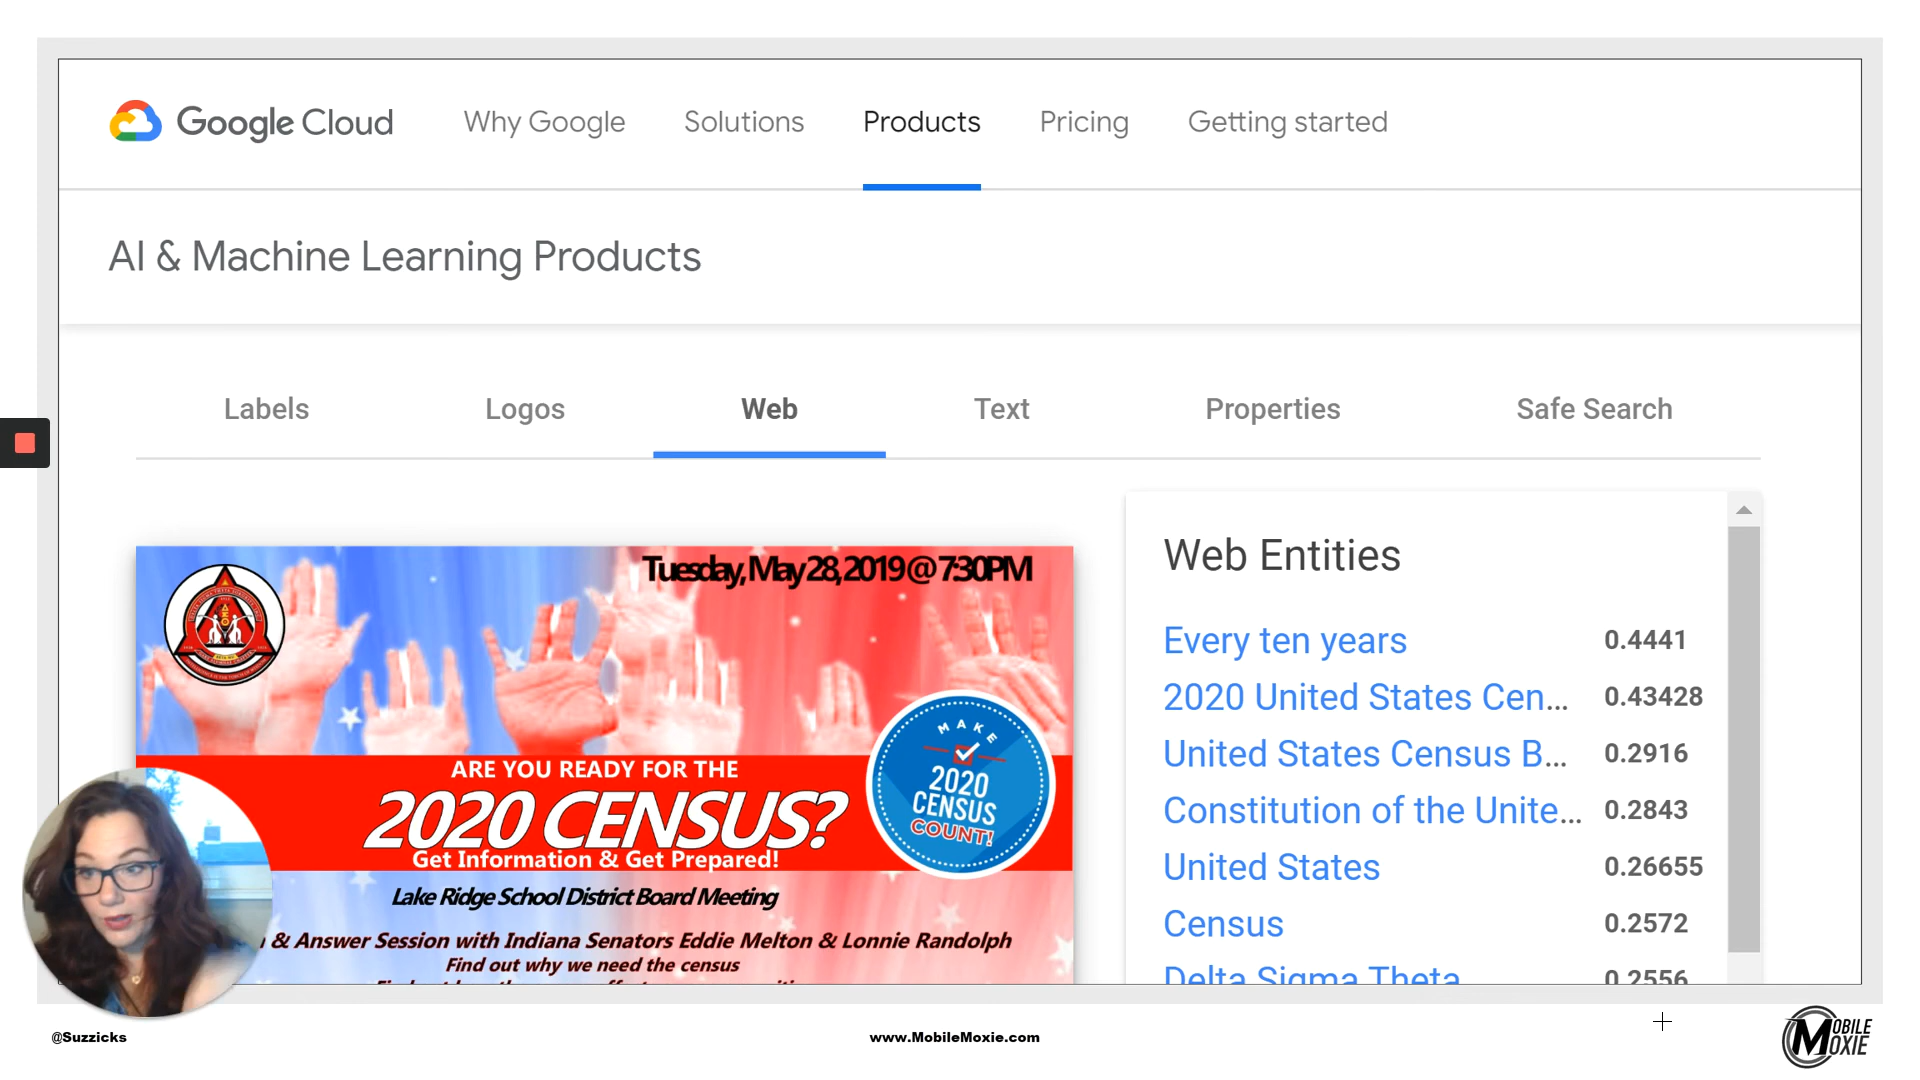 Google Cloud
Why Google
Solutions
Products
Pricing
Getting started
AI & Machine Learning Products
Labels
Logos
Web
Text
Properties
Safe Search
Tuesday, May 28, 2019 @ 7:30PM
ARE YOU READY FOR THE
2020 CENSUS?
Get Information & Get Prepared!
MAKE
2020
CENSUS
COUNT!
Lake Ridge School District Board Meeting
& Answer Session with Indiana Senators Eddie Melton & Lonnie Randolph
Find out why we need the census
Web Entities
Every ten years 0.4441
2020 United States Cen... 0.43428
United States Census B... 0.2916
Constitution of the Unite... 0.2843
United States 0.26655
Census 0.2572
Delta Sigma Theta 0.2556
@Suzzicks
www.MobileMoxie.com
MOBILE
MOXIE